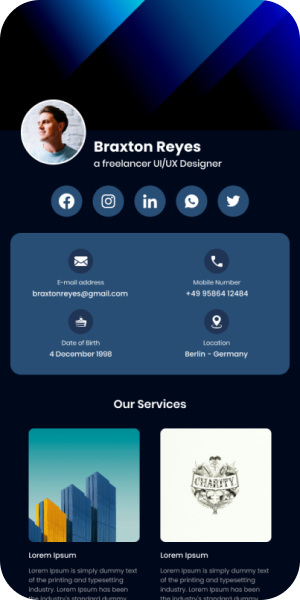 Braxton Reyes
a freelancer UI/UX Designer
E-mail address
braxtonreyes@gmail.com
Mobile Number
+49 95864 12484
Date of Birth
4 December 1998
Location
Berlin - Germany
Our Services
CHARITY
Lorem Ipsum
Lorem Ipsum is simply dummy text
of the printing and typesetting
industry. Lorem Ipsum has been
the industry's standard dummy
Lorem Ipsum
Lorem Ipsum is simply dummy text
of the printing and typesetting
industry. Lorem Ipsum has been
the industry's standard dummy